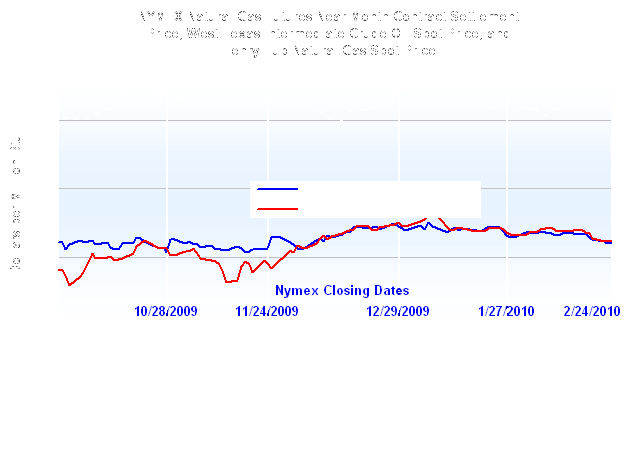 NYMEX Natural Gas Futures Near Month Contract Settlement
Price, West Texas Intermediate Crude Oil Spot Price, and
Henry Hub Natural Gas Spot Price
Nymex Closing Dates
10/28/2009 11/24/2009 12/29/2009 1/27/2010 2/24/2010